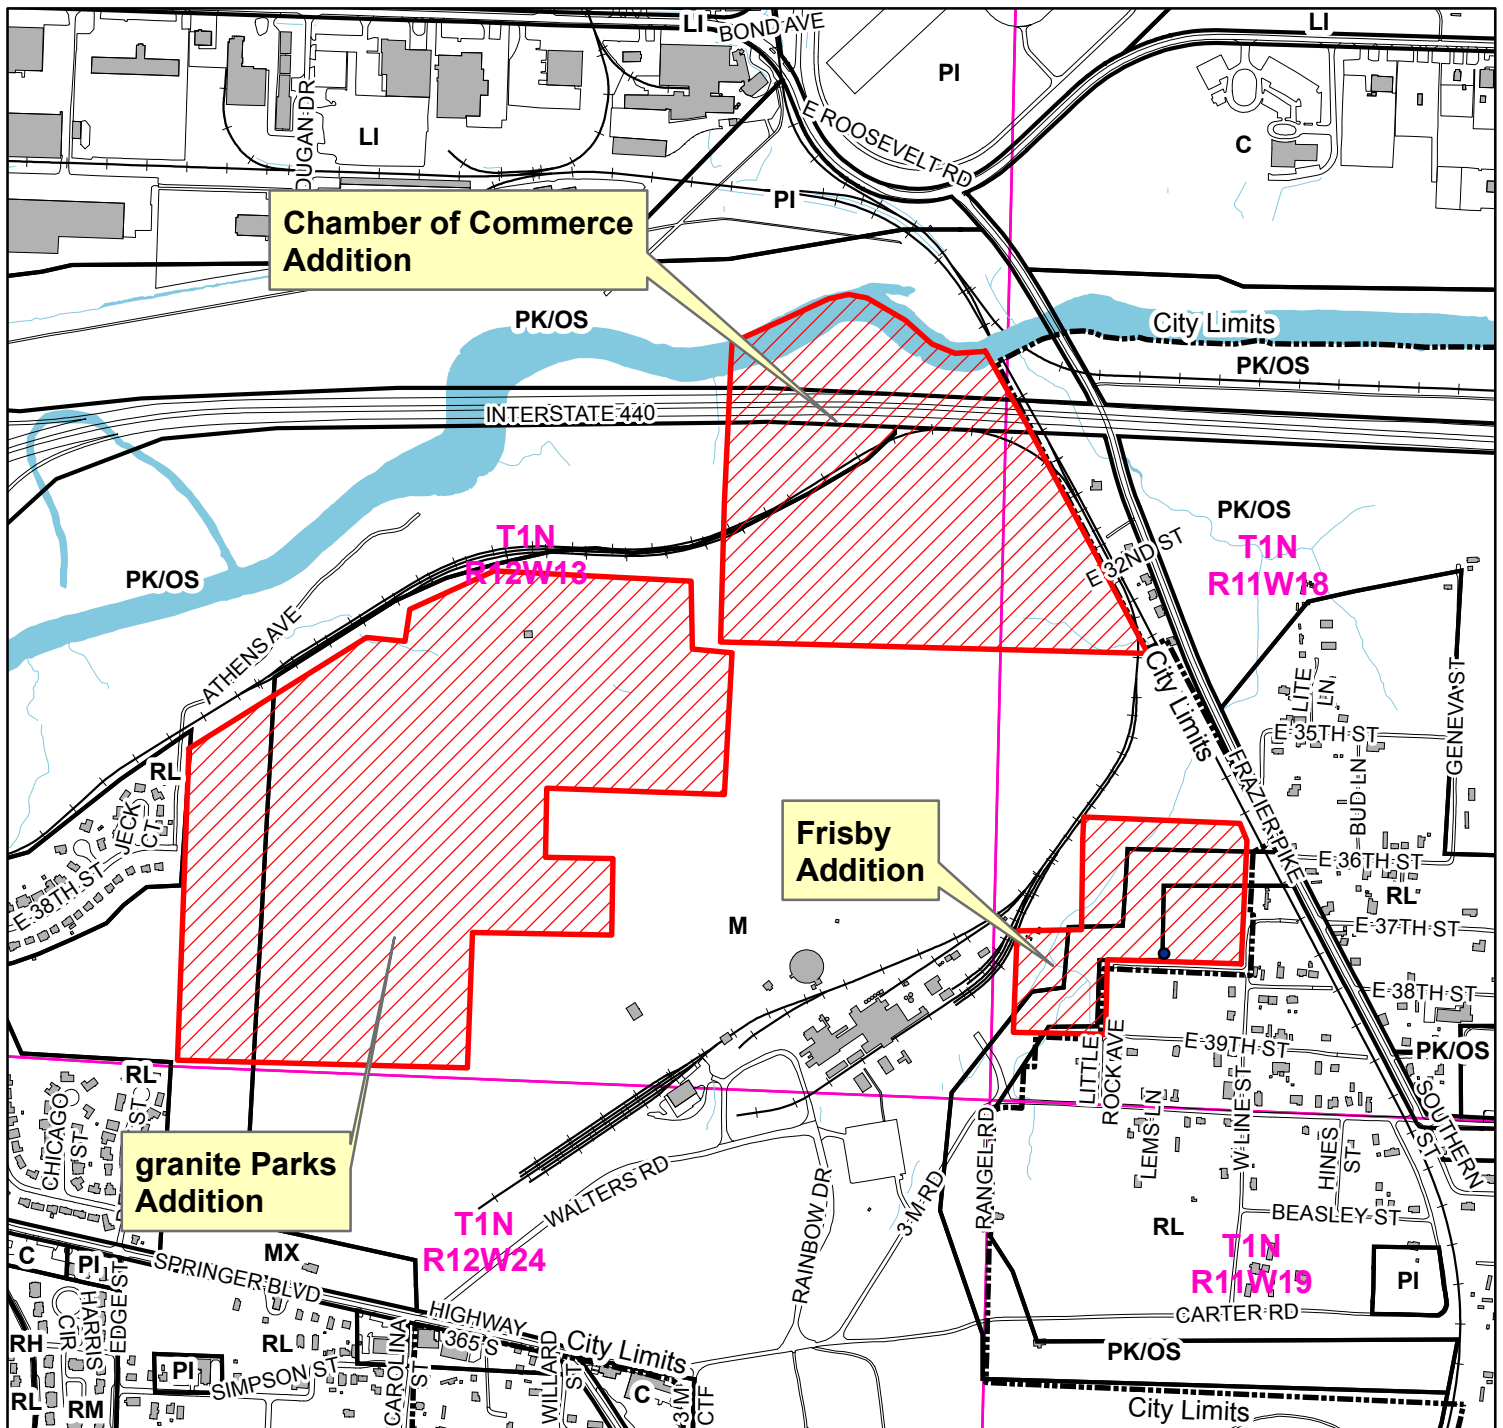 LI
BOND AVE
LI
PI
DUGAN DR
LI
E ROOSEVELT RD
C
PI
Chamber of Commerce
Addition
PK/OS
City Limits
PK/OS
INTERSTATE 440
PK/OS
T1N
R12W13
T1N
R11W18
E 32ND ST
PK/OS
ATHENS AVE
City Limits
LITE
LN
GENEVA ST
E 35TH ST
RL
FRAZIER PIKE
BUD LN
JECK
CT
Frisby
Addition
E 36TH ST
RL
E 38TH ST
M
E 37TH ST
E 38TH ST
E 39TH ST
PK/OS
LITTLE
ROCK AVE
RL
CHICAGO
ST
ST
LEMS LN
W LINE ST
HINES
ST
SOUTHERN
ST
granite Parks
Addition
RANGEL RD
3 M RD
WALTERS RD
RAINBOW DR
T1N
R12W24
RL
BEASLEY ST
T1N
R11W19
PI
MX
C
PI
SPRINGER BLVD
EDGE ST
HARRIS
CIR
HIGHWAY
365 S
City Limits
CARTER RD
RH
RL
PI
PK/OS
SIMPSON ST
CAROLINA
ST
WILLARD
ST
C
3 M
CTF
RL
RM
City Limits